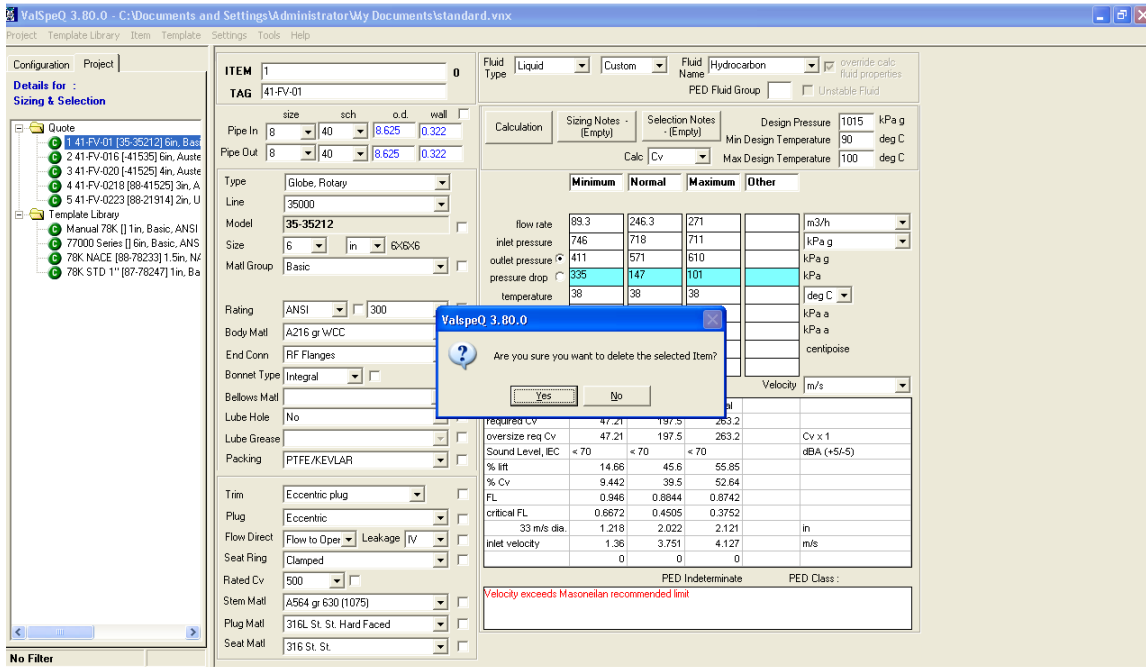 ValSpeQ 3.80.0 - C:\Documents and Settings\Administrator\My Documents\standard.vnx
Project Template Library Item Template Settings Tools Help
Configuration Project
Details for :
Sizing & Selection
Quote
1 41-FV-01 [35-35212] 6in, Basi
2 41-FV-016 [-41535] 6in, Auste
3 41-FV-020 [-41525] 4in, Auste
4 41-FV-0218 [88-41525] 3in, A
5 41-FV-0223 [88-21914] 2in, U
Template Library
Manual 78K [] 1in, Basic, ANSI
77000 Series [] 6in, Basic, ANS
78K NACE [88-78233] 1.5in, NA
78K STD 1" [87-78247] 1in, Ba
No Filter
ITEM 1 0
TAG 41-FV-01
size sch o.d. wall
Pipe In 8 40 8.625 0.322
Pipe Out 8 40 8.625 0.322
Type Globe, Rotary
Line 35000
Model 35-35212
Size 6 in 6X6X6
Matl Group Basic
Rating ANSI 300
Body Matl A216 gr WCC
End Conn RF Flanges
Bonnet Type Integral
Bellows Matl
Lube Hole No
Lube Grease
Packing PTFE/KEVLAR
Trim Eccentric plug
Plug Eccentric
Flow Direct Flow to Oper Leakage IV
Seat Ring Clamped
Rated Cv 500
Stem Matl A564 gr 630 (1075)
Plug Matl 316L St. St. Hard Faced
Seat Matl 316 St. St.
Fluid Type Liquid Custom Fluid Name Hydrocarbon override calc fluid properties
PED Fluid Group Unstable Fluid
Calculation Sizing Notes - (Empty) Selection Notes - (Empty)
Design Pressure 1015 kPa g
Min Design Temperature 90 deg C
Calc Cv Max Design Temperature 100 deg C
Minimum Normal Maximum Other
flow rate 89.3 246.3 271 m3/h
inlet pressure 746 718 711 kPa g
outlet pressure 411 571 610 kPa g
pressure drop 335 147 101 kPa
temperature 38 38 38 deg C
kPa a
kPa a
centipoise
Velocity m/s
ValspeQ 3.80.0
Are you sure you want to delete the selected Item?
Yes No
required Cv 47.21 197.5 263.2
oversize req Cv 47.21 197.5 263.2 Cv x 1
Sound Level, IEC < 70 < 70 < 70 dBA (+5/-5)
% lift 14.66 45.6 55.85
% Cv 9.442 39.5 52.64
FL 0.946 0.8844 0.8742
critical FL 0.6672 0.4505 0.3752
33 m/s dia. 1.218 2.022 2.121 in
inlet velocity 1.36 3.751 4.127 m/s
0 0 0
PED Indeterminate PED Class :
Velocity exceeds Masoneilan recommended limit